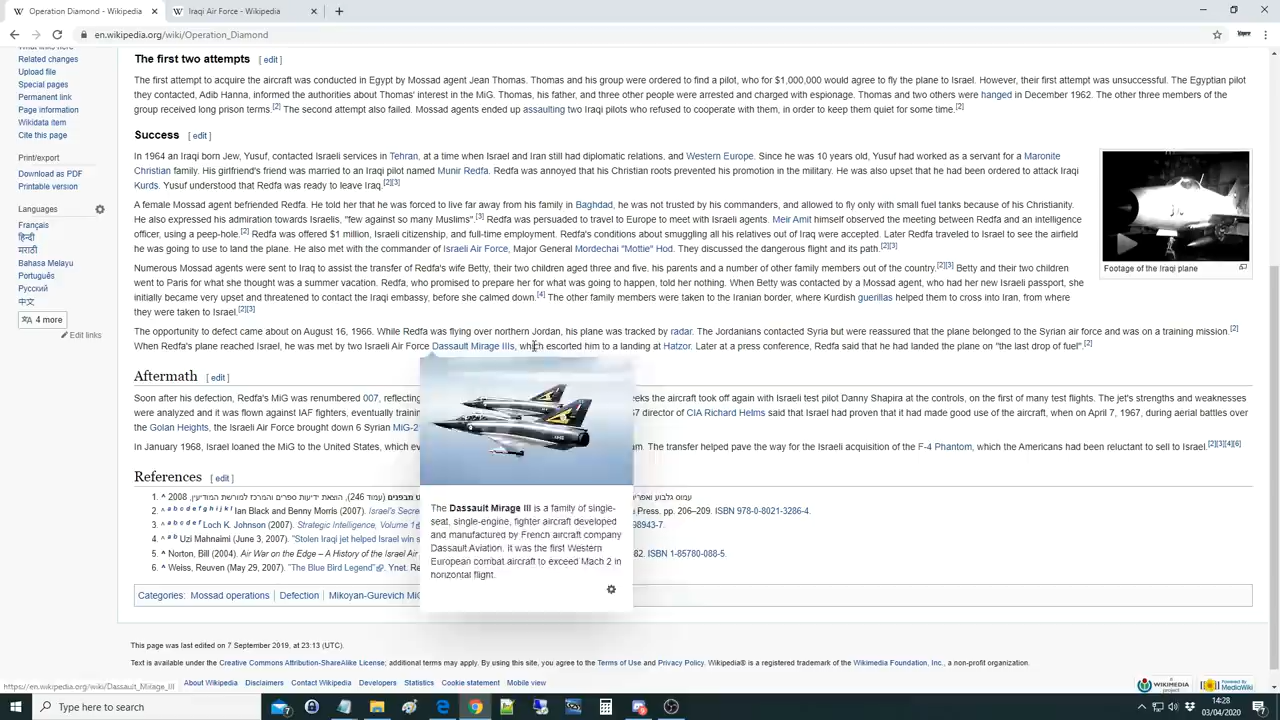 Operation Diamond - Wikipedia
Iraqi Air Force - Wikipedia
en.wikipedia.org/wiki/Operation_Diamond
What links here
Related changes
Upload file
Special pages
Permanent link
Page information
Wikidata item
Cite this page
Print/export
Download as PDF
Printable version
Languages
Français
हिन्दी
मराठी
Bahasa Melayu
Português
Русский
中文
4 more
Edit links
The first two attempts [ edit ]
The first attempt to acquire the aircraft was conducted in Egypt by Mossad agent Jean Thomas. Thomas and his group were ordered to find a pilot, who for $1,000,000 would agree to fly the plane to Israel. However, their first attempt was unsuccessful. The Egyptian pilot
they contacted, Adib Hanna, informed the authorities about Thomas' interest in the MiG. Thomas, his father, and three other people were arrested and charged with espionage. Thomas and two others were hanged in December 1962. The other three members of the
group received long prison terms.[2] The second attempt also failed. Mossad agents ended up assaulting two Iraqi pilots who refused to cooperate with them, in order to keep them quiet for some time.[2]
Success [ edit ]
In 1964 an Iraqi born Jew, Yusuf, contacted Israeli services in Tehran, at a time when Israel and Iran still had diplomatic relations, and Western Europe. Since he was 10 years old, Yusuf had worked as a servant for a Maronite
Christian family. His girlfriend's friend was married to an Iraqi pilot named Munir Redfa. Redfa was annoyed that his Christian roots prevented his promotion in the military. He was also upset that he had been ordered to attack Iraqi
Kurds. Yusuf understood that Redfa was ready to leave Iraq.[2][3]
A female Mossad agent befriended Redfa. He told her that he was forced to live far away from his family in Baghdad, he was not trusted by his commanders, and allowed to fly only with small fuel tanks because of his Christianity.
He also expressed his admiration towards Israelis, "few against so many Muslims".[3] Redfa was persuaded to travel to Europe to meet with Israeli agents. Meir Amit himself observed the meeting between Redfa and an intelligence
officer, using a peep-hole.[2] Redfa was offered $1 million, Israeli citizenship, and full-time employment. Redfa's conditions about smuggling all his relatives out of Iraq were accepted. Later Redfa traveled to Israel to see the airfield
he was going to use to land the plane. He also met with the commander of Israeli Air Force, Major General Mordechai "Mottie" Hod. They discussed the dangerous flight and its path.[2][3]
Numerous Mossad agents were sent to Iraq to assist the transfer of Redfa's wife Betty, their two children aged three and five, his parents and a number of other family members out of the country.[2][3] Betty and their two children
went to Paris for what she thought was a summer vacation. Redfa, who promised to prepare her for what was going to happen, told her nothing. When Betty was contacted by a Mossad agent, who had her new Israeli passport, she
initially became very upset and threatened to contact the Iraqi embassy, before she calmed down.[4] The other family members were taken to the Iranian border, where Kurdish guerillas helped them to cross into Iran, from where
they were taken to Israel.[2][3]
The opportunity to defect came about on August 16, 1966. While Redfa was flying over northern Jordan, his plane was tracked by radar. The Jordanians contacted Syria but were reassured that the plane belonged to the Syrian air force and was on a training mission.[2]
When Redfa's plane reached Israel, he was met by two Israeli Air Force Dassault Mirage IIIs, which escorted him to a landing at Hatzor. Later at a press conference, Redfa said that he had landed the plane on "the last drop of fuel".[2]
Footage of the Iraqi plane
Aftermath [ edit ]
Soon after his defection, Redfa's MiG was renumbered 007, reflecting
eeks the aircraft took off again with Israeli test pilot Danny Shapira at the controls, on the first of many test flights. The jet's strengths and weaknesses
were analyzed and it was flown against IAF fighters, eventually training
67 director of CIA Richard Helms said that Israel had proven that it had made good use of the aircraft, when on April 7, 1967, during aerial battles over
the Golan Heights, the Israeli Air Force brought down 6 Syrian MiG-2
In January 1968, Israel loaned the MiG to the United States, which ev
am. The transfer helped pave the way for the Israeli acquisition of the F-4 Phantom, which the Americans had been reluctant to sell to Israel.[2][3][4][6]
The Dassault Mirage III is a family of single-
seat, single-engine, fighter aircraft developed
and manufactured by French aircraft company
Dassault Aviation. It was the first Western
European combat aircraft to exceed Mach 2 in
horizontal flight.
References [ edit ]
2. ^ a b c d e f g h i j k l Ian Black and Benny Morris (2007). Israel's Secre
Press. pp. 206–209. ISBN 978-0-8021-3286-4.
3. ^ a b c d e f Loch K. Johnson (2007). Strategic Intelligence, Volume 1
98943-7.
4. ^ a b Uzi Mahnaimi (June 3, 2007). "Stolen Iraqi jet helped Israel win s
5. ^ Norton, Bill (2004). Air War on the Edge – A History of the Israel Air
82. ISBN 1-85780-088-5.
6. ^ Weiss, Reuven (May 29, 2007). "The Blue Bird Legend". Ynet. Re
Categories: Mossad operations | Defection | Mikoyan-Gurevich MiG
This page was last edited on 7 September 2019, at 23:13 (UTC).
Text is available under the Creative Commons Attribution-ShareAlike License; additional terms may apply. By using this site, you agree to the Terms of Use and Privacy Policy. Wikipedia® is a registered trademark of the Wikimedia Foundation, Inc., a non-profit organization.
About Wikipedia Disclaimers Contact Wikipedia Developers Statistics Cookie statement Mobile view
WIKIMEDIA project
Powered By MediaWiki
https://en.wikipedia.org/wiki/Dassault_Mirage_III
Type here to search
14:28
03/04/2020